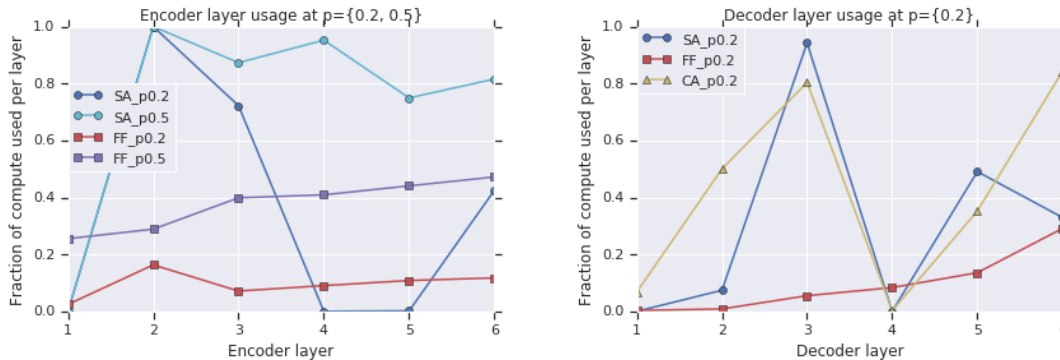 Encoder layer usage at p={0.2, 0.5}
Fraction of compute used per layer
1.0
0.8
0.6
0.4
0.2
0.0
SA_p0.2
SA_p0.5
FF_p0.2
FF_p0.5
1 2 3 4 5 6
Encoder layer
Decoder layer usage at p={0.2}
Fraction of compute used per layer
1.0
0.8
0.6
0.4
0.2
0.0
SA_p0.2
FF_p0.2
CA_p0.2
1 2 3 4 5
Decoder layer